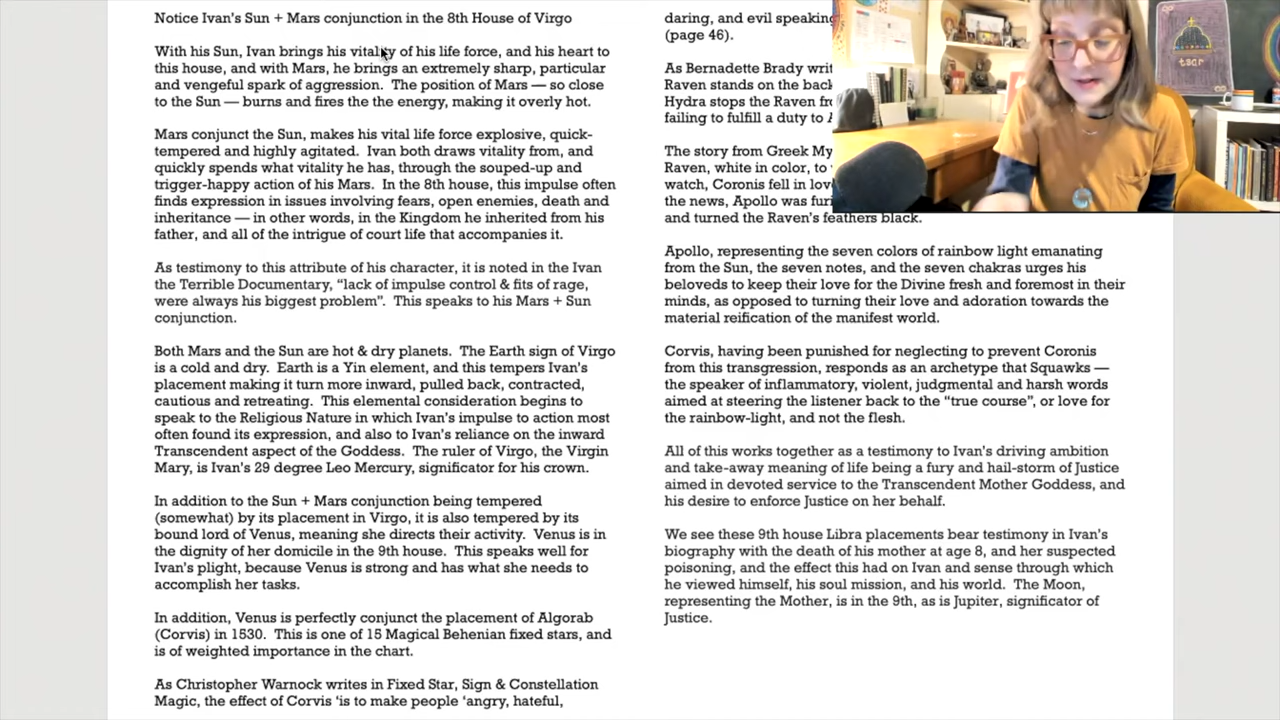 Notice Ivan's Sun + Mars conjunction in the 8th House of Virgo
With his Sun, Ivan brings his vitality of his life force, and his heart to
this house, and with Mars, he brings an extremely sharp, particular
and vengeful spark of aggression.  The position of Mars — so close
to the Sun — burns and fires the the energy, making it overly hot.
Mars conjunct the Sun, makes his vital life force explosive, quick-
tempered and highly agitated.  Ivan both draws vitality from, and
quickly spends what vitality he has, through the souped-up and
trigger-happy action of his Mars.  In the 8th house, this impulse often
finds expression in issues involving fears, open enemies, death and
inheritance — in other words, in the Kingdom he inherited from his
father, and all of the intrigue of court life that accompanies it.
As testimony to this attribute of his character, it is noted in the Ivan
the Terrible Documentary, “lack of impulse control & fits of rage,
were always his biggest problem”.  This speaks to his Mars + Sun
conjunction.
Both Mars and the Sun are hot & dry planets.  The Earth sign of Virgo
is a cold and dry.  Earth is a Yin element, and this tempers Ivan's
placement making it turn more inward, pulled back, contracted,
cautious and retreating.  This elemental consideration begins to
speak to the Religious Nature in which Ivan's impulse to action most
often found its expression, and also to Ivan's reliance on the inward
Transcendent aspect of the Goddess.  The ruler of Virgo, the Virgin
Mary, is Ivan's 29 degree Leo Mercury, significator for his crown.
In addition to the Sun + Mars conjunction being tempered
(somewhat) by its placement in Virgo, it is also tempered by its
bound lord of Venus, meaning she directs their activity.  Venus is in
the dignity of her domicile in the 9th house.  This speaks well for
Ivan's plight, because Venus is strong and has what she needs to
accomplish her tasks.
In addition, Venus is perfectly conjunct the placement of Algorab
(Corvis) in 1530.  This is one of 15 Magical Behenian fixed stars, and
is of weighted importance in the chart.
As Christopher Warnock writes in Fixed Star, Sign & Constellation
Magic, the effect of Corvis ‘is to make people ‘angry, hateful,
daring, and evil speaking
(page 46).
As Bernadette Brady
Raven stands on the back
Hydra stops the Raven
failing to fulfill a duty to
The story from Greek
Raven, white in color, to
watch, Coronis fell in
the news, Apollo was
and turned the Raven's feathers black.
Apollo, representing the seven colors of rainbow light emanating
from the Sun, the seven notes, and the seven chakras urges his
beloveds to keep their love for the Divine fresh and foremost in their
minds, as opposed to turning their love and adoration towards the
material reification of the manifest world.
Corvis, having been punished for neglecting to prevent Coronis
from this transgression, responds as an archetype that Squawks —
the speaker of inflammatory, violent, judgmental and harsh words
aimed at steering the listener back to the “true course”, or love for
the rainbow-light, and not the flesh.
All of this works together as a testimony to Ivan's driving ambition
and take-away meaning of life being a fury and hail-storm of Justice
aimed in devoted service to the Transcendent Mother Goddess, and
his desire to enforce Justice on her behalf.
We see these 9th house Libra placements bear testimony in Ivan's
biography with the death of his mother at age 8, and her suspected
poisoning, and the effect this had on Ivan and sense through which
he viewed himself, his soul mission, and his world.  The Moon,
representing the Mother, is in the 9th, as is Jupiter, significator of
Justice.
tsar